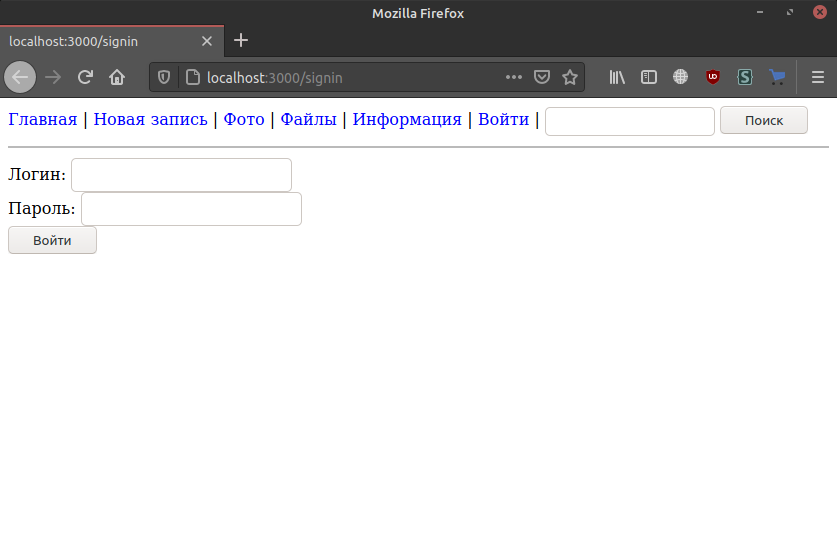 Mozilla Firefox
localhost:3000/signin
localhost:3000/signin
Главная | Новая запись | Фото | Файлы | Информация | Войти | Поиск
Логин:
Пароль:
Войти